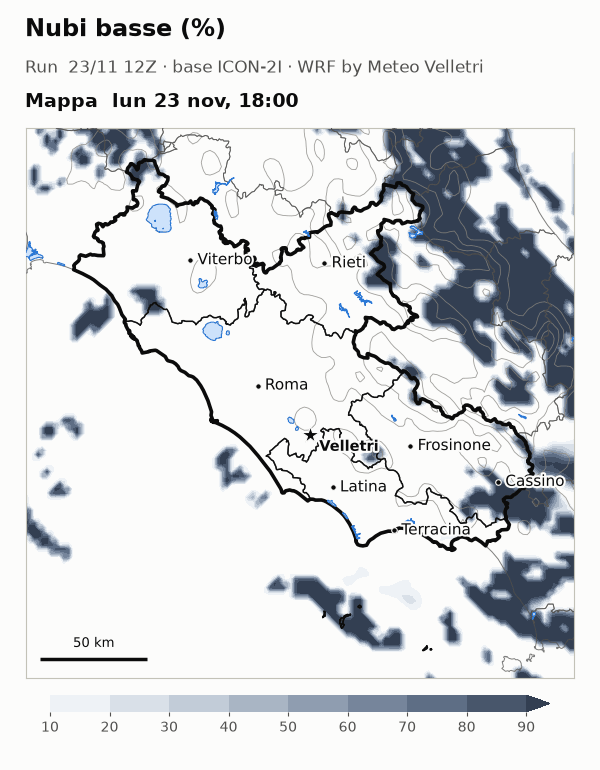 Nubi basse (%)
Run  23/11 12Z · base ICON-2I · WRF by Meteo Velletri
Mappa  lun 23 nov, 18:00
Viterbo
Rieti
Roma
Velletri
Frosinone
Cassino
Latina
Terracina
50 km
10 20 30 40 50 60 70 80 90